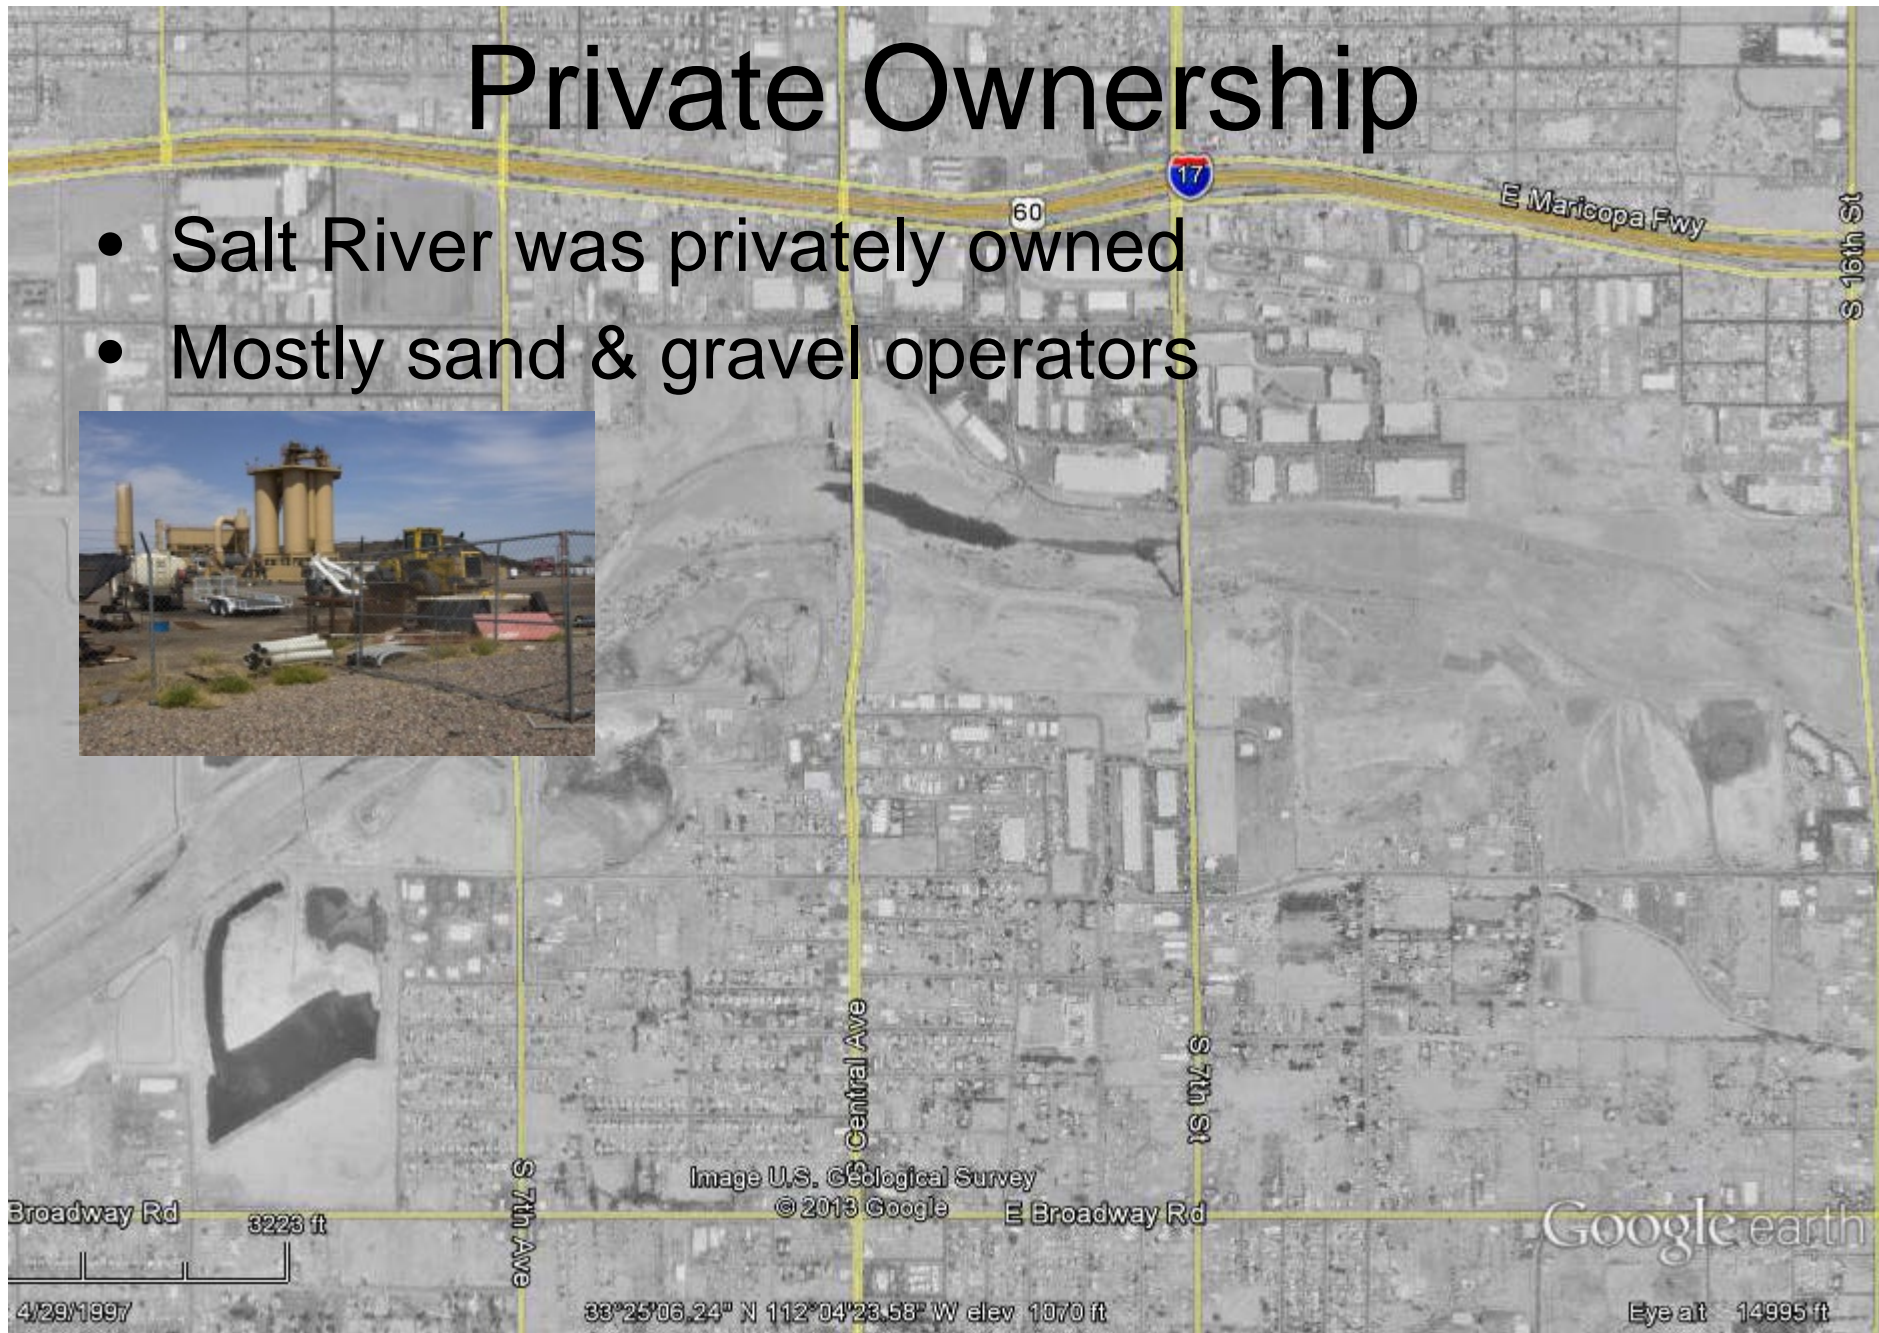 Private Ownership
17
60
E Maricopa Fwy
S 16th St
• Salt River was privately owned
• Mostly sand & gravel operators
S Central Ave
S 7th St
S 7th Ave
Image U.S. Geological Survey
© 2013 Google
Broadway Rd
3223 ft
E Broadway Rd
Google earth
4/29/1997
33°25'06.24" N 112°04'23.58" W elev 1070 ft
Eye alt 14995 ft